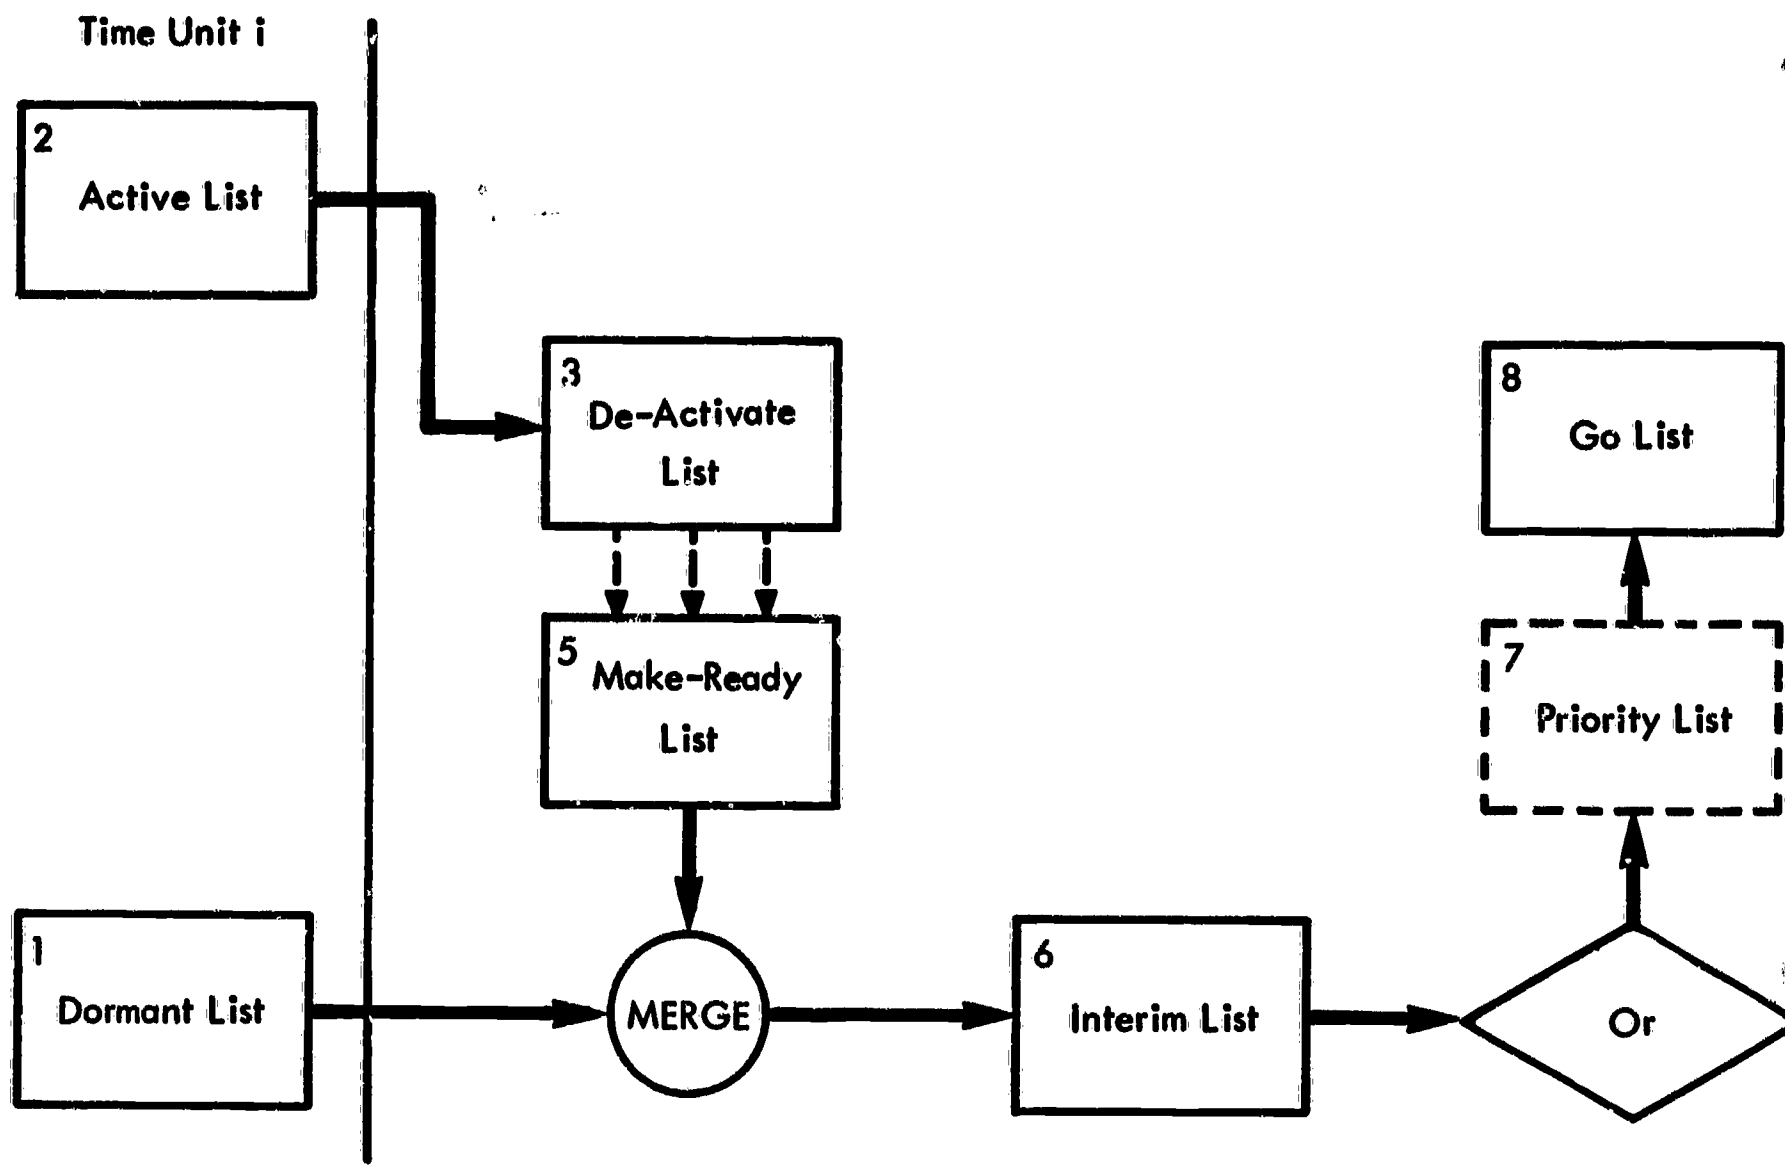 Time Unit i
2
Active List
3
De-Activate
List
5
Make-Ready
List
1
Dormant List
MERGE
6
Interim List
Or
7
Priority List
8
Go List